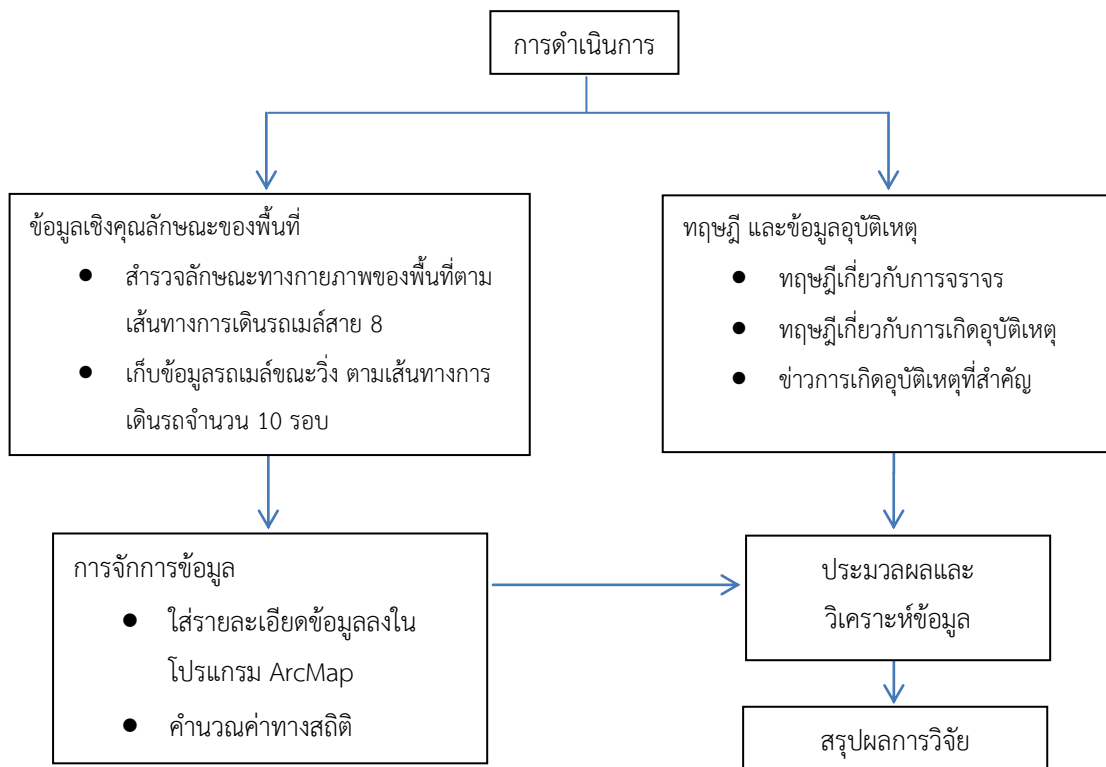 การดำเนินการ
ข้อมูลเชิงคุณลักษณะของพื้นที่
● สำรวจลักษณะทางกายภาพของพื้นที่ตาม
เส้นทางการเดินรถเมล์สาย 8
● เก็บข้อมูลรถเมล์ขณะวิ่ง ตามเส้นทางการ
เดินรถจำนวน 10 รอบ
ทฤษฎี และข้อมูลอุบัติเหตุ
● ทฤษฎีเกี่ยวกับการจราจร
● ทฤษฎีเกี่ยวกับการเกิดอุบัติเหตุ
● ข่าวการเกิดอุบัติเหตุที่สำคัญ
การจักการข้อมูล
● ใส่รายละเอียดข้อมูลลงใน
โปรแกรม ArcMap
● คำนวณค่าทางสถิติ
ประมวลผลและ
วิเคราะห์ข้อมูล
สรุปผลการวิจัย